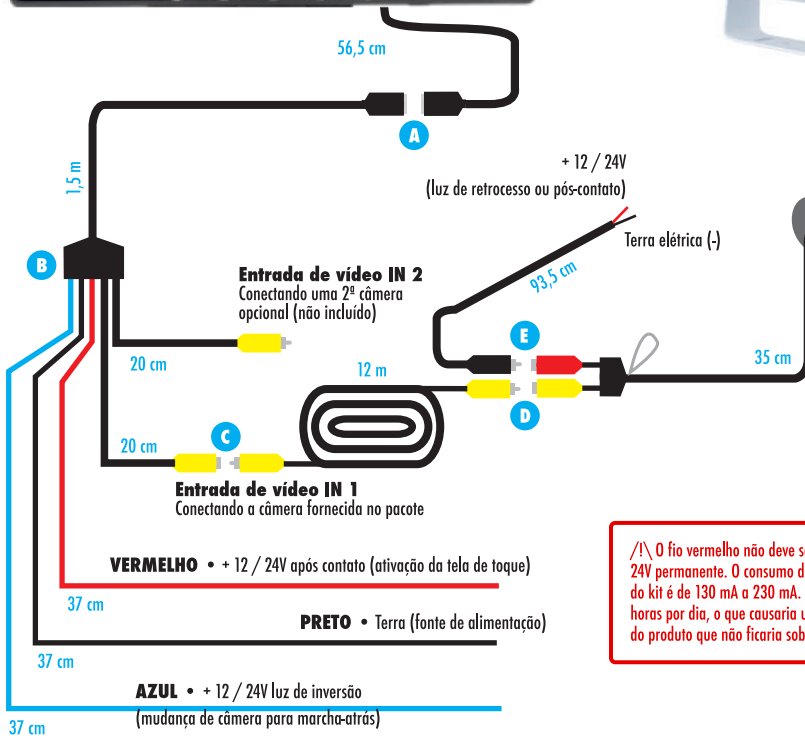 56,5 cm
A
1,5 m
+ 12 / 24V
(luz de retrocesso ou pós-contato)
Terra elétrica (-)
B
Entrada de vídeo IN 2
Conectando uma 2ª câmera
opcional (não incluído)
93,5 cm
E
20 cm
12 m
35 cm
D
20 cm
C
Entrada de vídeo IN 1
Conectando a câmera fornecida no pacote
VERMELHO • + 12 / 24V após contato (ativação da tela de toque)
37 cm
PRETO • Terra (fonte de alimentação)
37 cm
AZUL • + 12 / 24V luz de inversão
(mudança de câmera para marcha-atrás)
37 cm
/!\ O fio vermelho não deve
24V permanente. O consumo
do kit é de 130 mA a 230 mA.
horas por dia, o que causaria
do produto que não ficaria